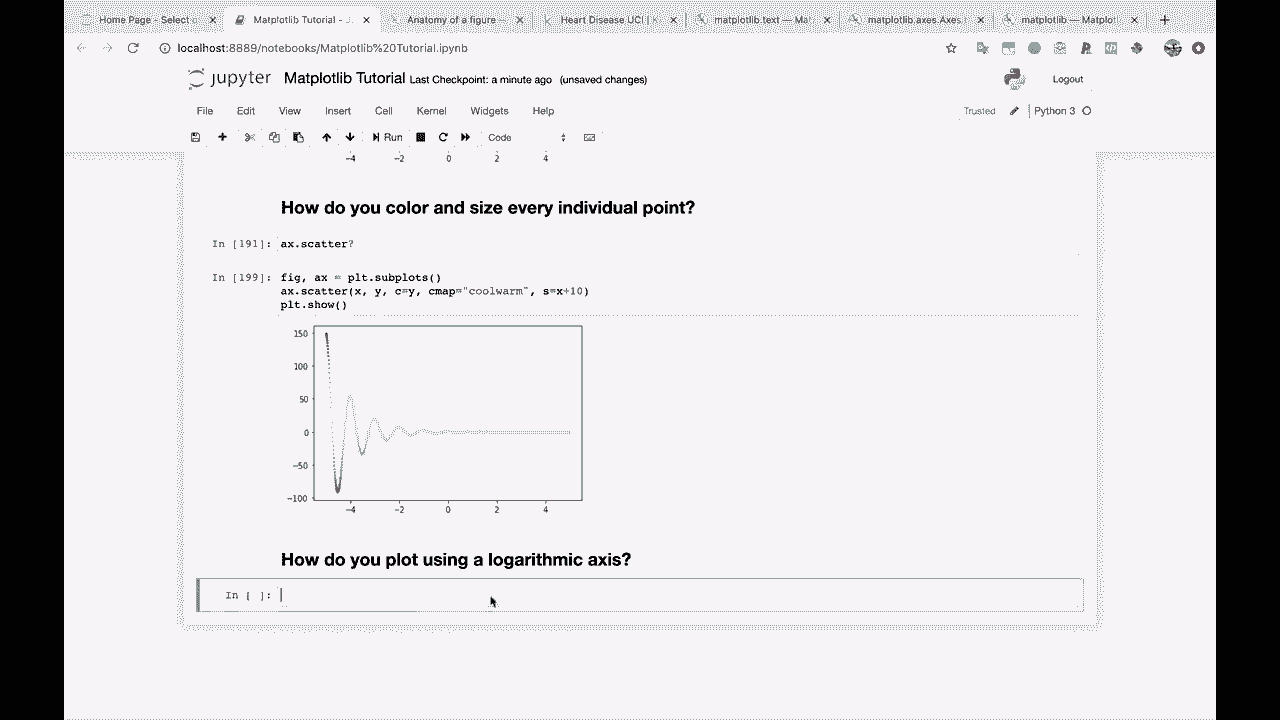 Home Page - Select
Matplotlib Tutorial - J
Anatomy of a figure —
Heart Disease UCI |
matplotlib.text — Ma
matplotlib.axes.Axes
matplotlib — Matplot
localhost:8889/notebooks/Matplotlib%20Tutorial.ipynb
jupyter Matplotlib Tutorial Last Checkpoint: a minute ago (unsaved changes)
Logout
File Edit View Insert Cell Kernel Widgets Help
Trusted Python 3
Run Code
−4 −2 0 2 4
How do you color and size every individual point?
In [191]: ax.scatter?
In [199]: fig, ax = plt.subplots()
ax.scatter(x, y, c=y, cmap="coolwarm", s=x+10)
plt.show()
150
100
50
0
−50
−100
−4 −2 0 2 4
How do you plot using a logarithmic axis?
In [ ]: